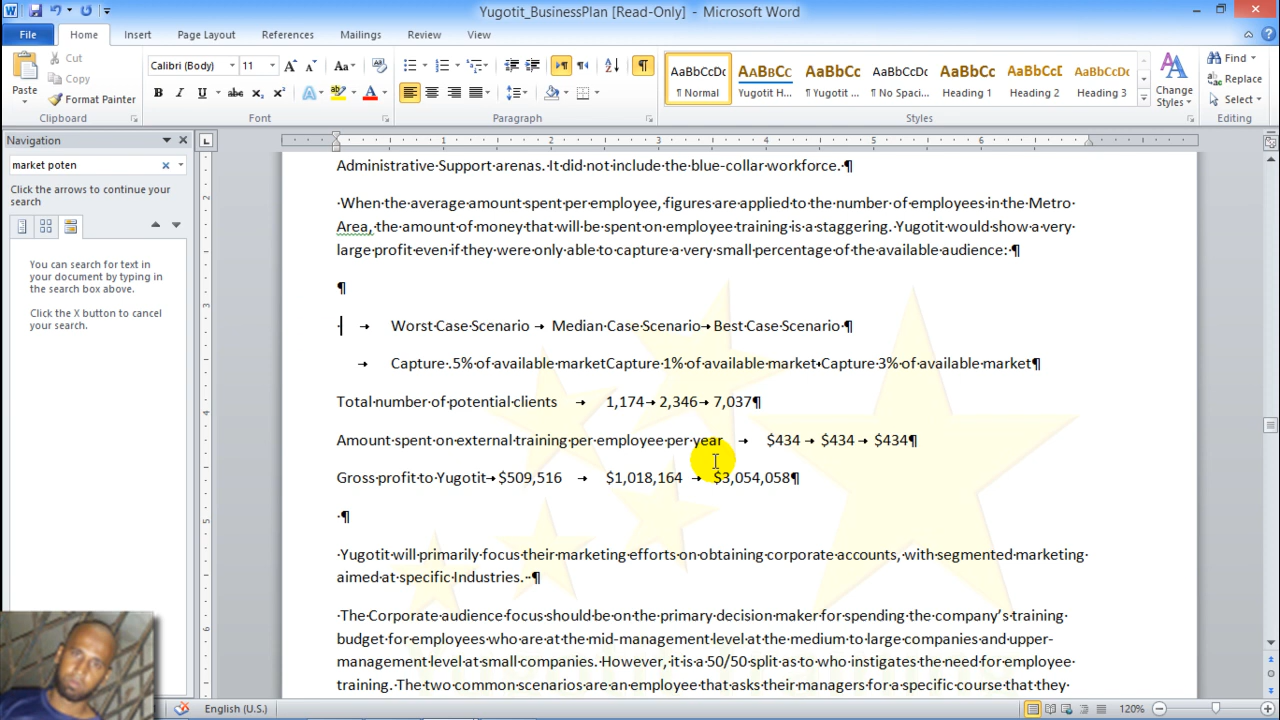 Yugotit_BusinessPlan [Read-Only] - Microsoft Word
File Home Insert Page Layout References Mailings Review View
Paste
Cut
Copy
Format Painter
Clipboard
Calibri (Body) 11
Font
Paragraph
AaBbCcDc AABBCC AaBbCc AaBbCcDc AaBbCc AaBbCc AaBbCc
¶ Normal Yugotit H... ¶ Yugotit ... ¶ No Spaci... Heading 1 Heading 2 Heading 3
Styles
Change Styles
Find
Replace
Select
Editing
Navigation
market poten
Click the arrows to continue your
search
You can search for text in
your document by typing in
the search box above.
Click the X button to cancel
your search.
1 2 3 4 5 6
2
3
4
5
Administrative·Support·arenas.·It·did·not·include·the·blue-collar·workforce.·¶
·When·the·average·amount·spent·per·employee,·figures·are·applied·to·the·number·of·employees·in·the·Metro·
Area,·the·amount·of·money·that·will·be·spent·on·employee·training·is·a·staggering.·Yugotit·would·show·a·very·
large·profit·even·if·they·were·only·able·to·capture·a·very·small·percentage·of·the·available·audience:·¶
¶
· → Worst·Case·Scenario → Median·Case·Scenario → Best·Case·Scenario·¶
→ Capture·.5%·of·available·marketCapture·1%·of·available·market→Capture·3%·of·available·market¶
Total·number·of·potential·clients → 1,174 → 2,346 → 7,037¶
Amount·spent·on·external·training·per·employee·per·year → $434 → $434 → $434¶
Gross·profit·to·Yugotit → $509,516 → $1,018,164 → $3,054,058¶
·¶
·Yugotit·will·primarily·focus·their·marketing·efforts·on·obtaining·corporate·accounts,·with·segmented·marketing·
aimed·at·specific·Industries.··¶
·The·Corporate·audience·focus·should·be·on·the·primary·decision·maker·for·spending·the·company's·training·
budget·for·employees·who·are·at·the·mid-management·level·at·the·medium·to·large·companies·and·upper-
management·level·at·small·companies.·However,·it·is·a·50/50·split·as·to·who·instigates·the·need·for·employee·
training.·The·two·common·scenarios·are·an·employee·that·asks·their·managers·for·a·specific·course·that·they·
English (U.S.)
120%